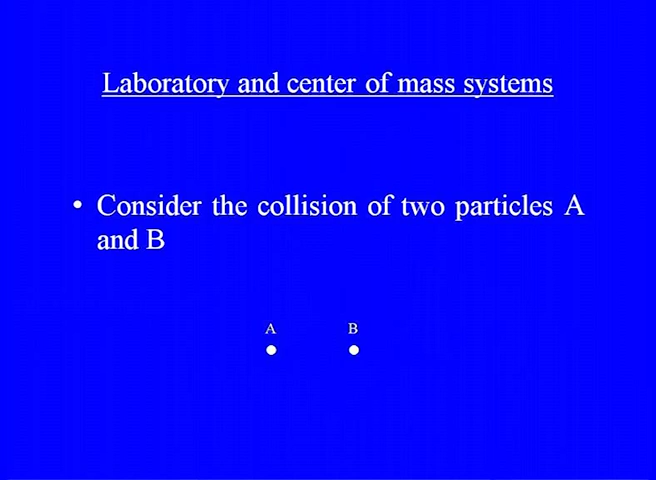 Laboratory and center of mass systems
• Consider the collision of two particles A
and B
A B